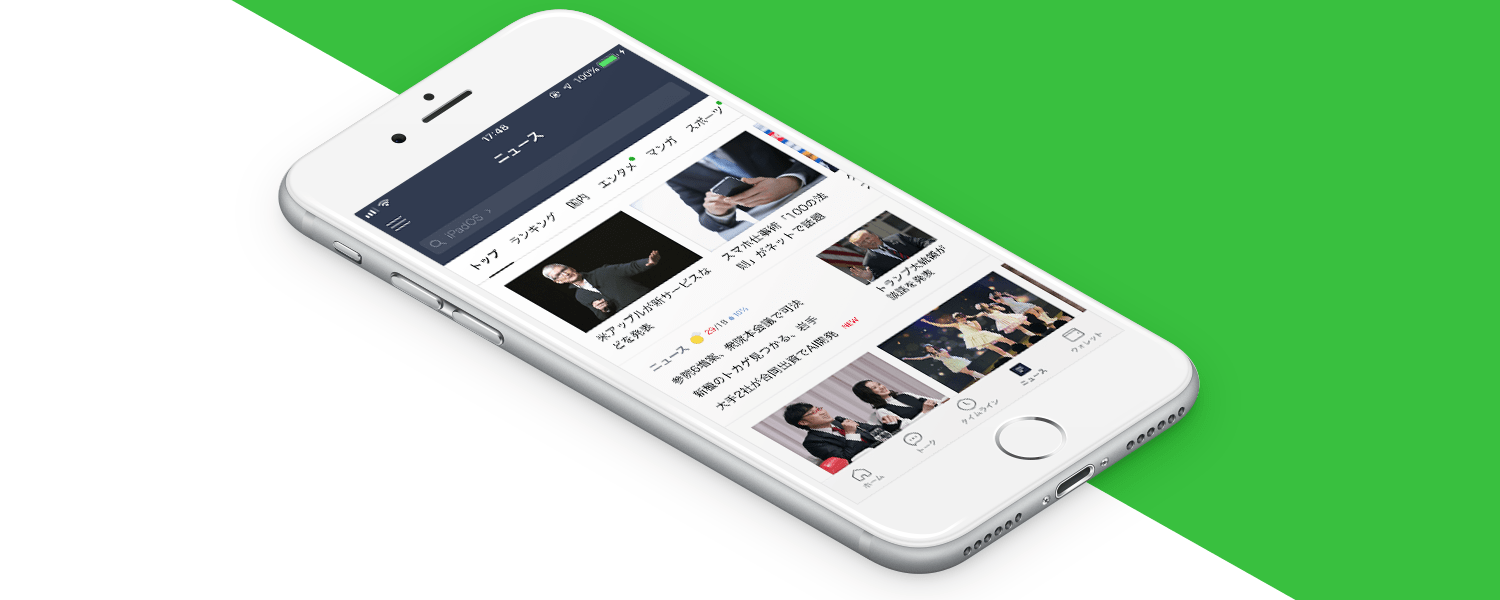 17:48
100%
ニュース
iPadOS
トップ
ランキング
国内
エンタメ
マンガ
スポーツ
米アップルが新サービスな
どを発表
スマホ仕事術「100の法
則」がネットで話題
ニュース
29/18
10%
参院6増案、衆院本会議で可決
新種のトカゲ見つかる、岩手
大手2社が合同出資でAI開発 NEW
トランプ大統領が
談話を発表
ホーム
トーク
タイムライン
ニュース
ウォレット